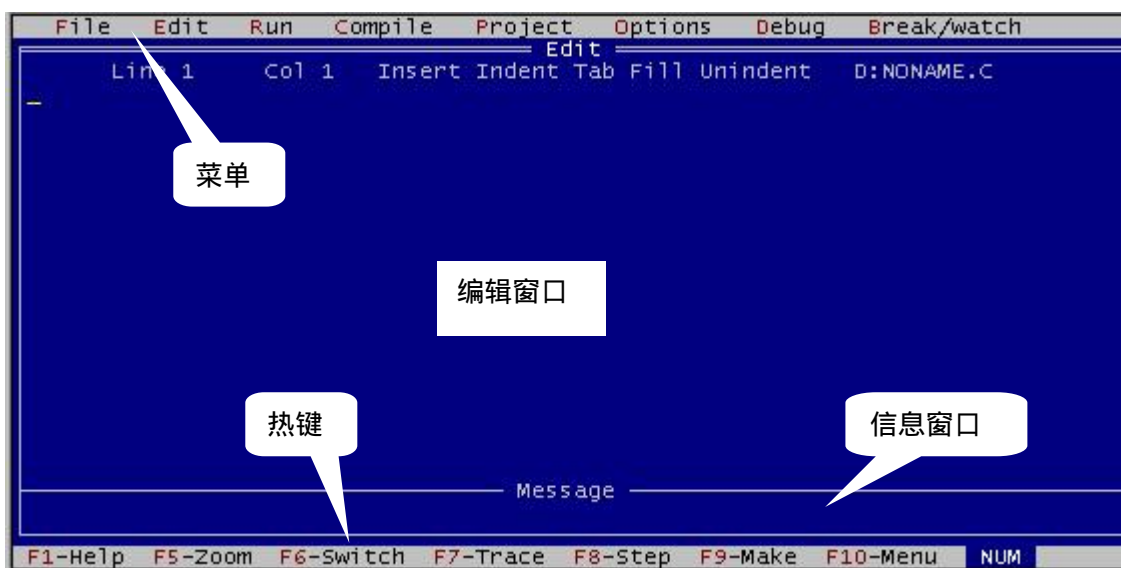 File Edit Run Compile Project Options Debug Break/watch
Edit
Line 1 Col 1 Insert Indent Tab Fill Unindent D:NONAME.C
菜单
编辑窗口
热键
信息窗口
Message
F1-Help F5-Zoom F6-Switch F7-Trace F8-Step F9-Make F10-Menu NUM